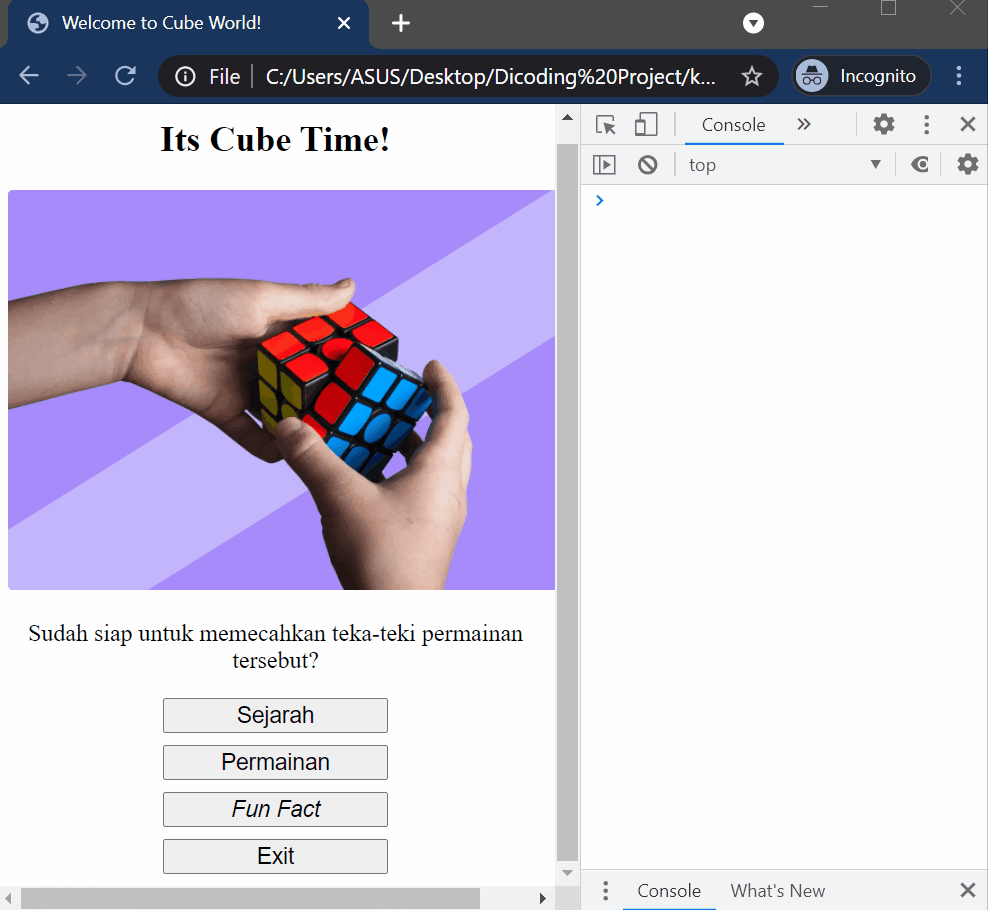 Welcome to Cube World!
File
C:/Users/ASUS/Desktop/Dicoding%20Project/k...
Incognito
Its Cube Time!
Console
top
Sudah siap untuk memecahkan teka-teki permainan
tersebut?
Sejarah
Permainan
Fun Fact
Exit
Console
What's New